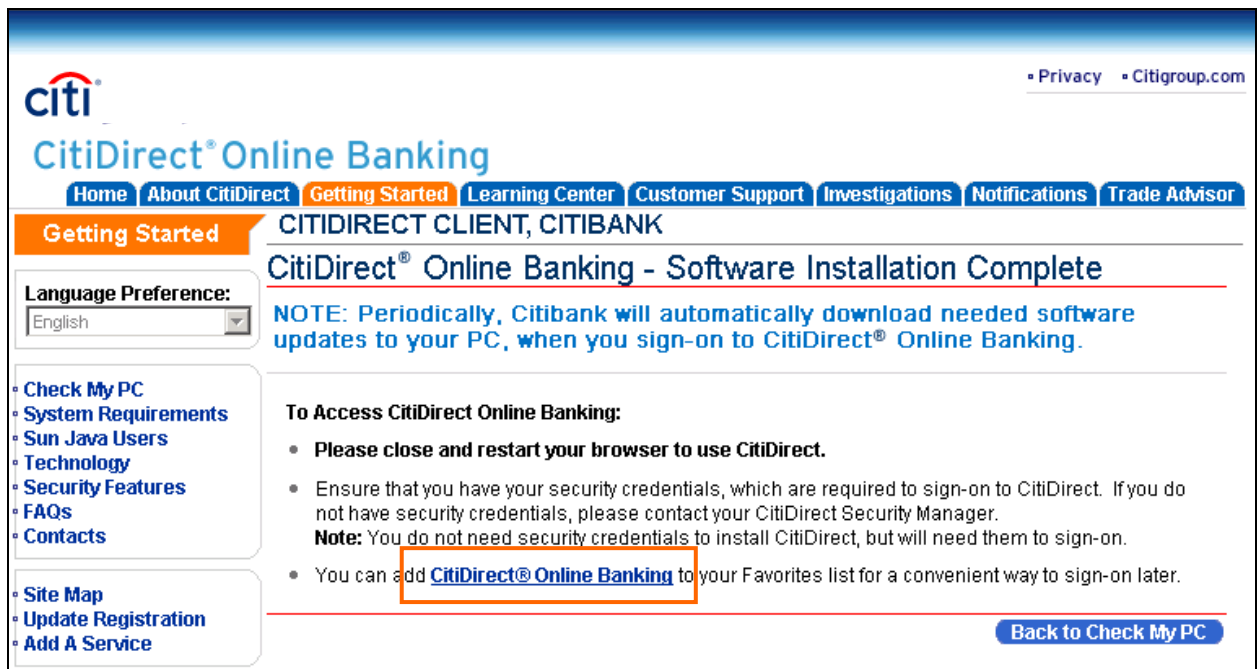 Privacy Citigroup.com
citi
CitiDirect® Online Banking
Home About CitiDirect Getting Started Learning Center Customer Support Investigations Notifications Trade Advisor
Getting Started
Language Preference:
English
Check My PC
System Requirements
Sun Java Users
Technology
Security Features
FAQs
Contacts
Site Map
Update Registration
Add A Service
CITIDIRECT CLIENT, CITIBANK
CitiDirect® Online Banking - Software Installation Complete
NOTE: Periodically, Citibank will automatically download needed software
updates to your PC, when you sign-on to CitiDirect® Online Banking.
To Access CitiDirect Online Banking:
Please close and restart your browser to use CitiDirect.
Ensure that you have your security credentials, which are required to sign-on to CitiDirect. If you do
not have security credentials, please contact your CitiDirect Security Manager.
Note: You do not need security credentials to install CitiDirect, but will need them to sign-on.
You can add CitiDirect® Online Banking to your Favorites list for a convenient way to sign-on later.
Back to Check My PC